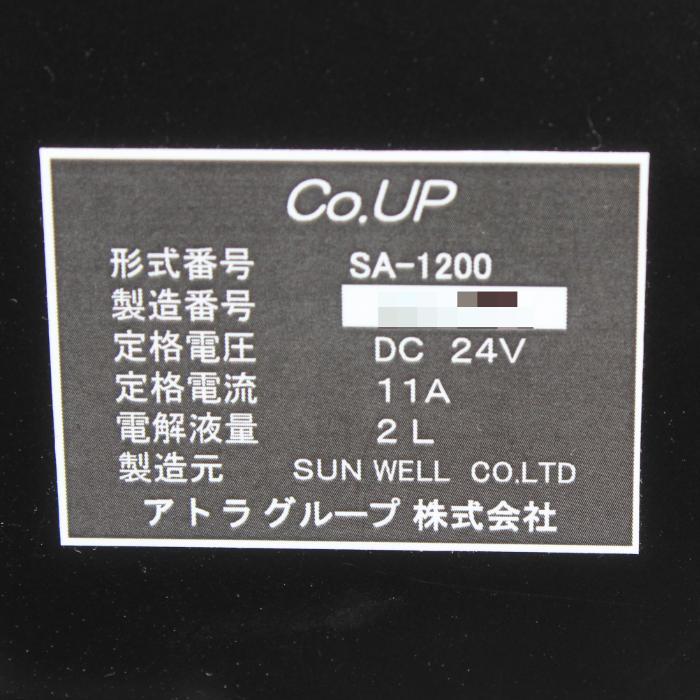 Co.UP
形式番号 SA-1200
製造番号
定格電圧 DC 24V
定格電流 11A
電解液量 2L
製造元 SUN WELL CO.LTD
アトラグループ 株式会社